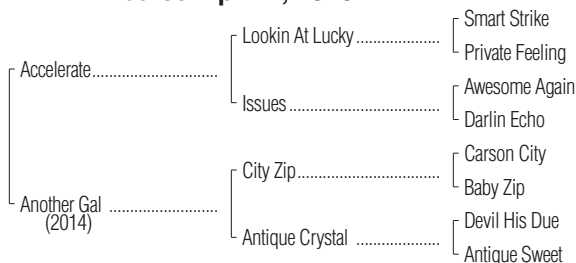 Smart Strike
Lookin At Lucky....................
Private Feeling
Accelerate..............................
Awesome Again
Issues...........................................
Darlin Echo
Carson City
City Zip..................................
Baby Zip
Another Gal ..........................
(2014)
Devil His Due
Antique Crystal ...................
Antique Sweet